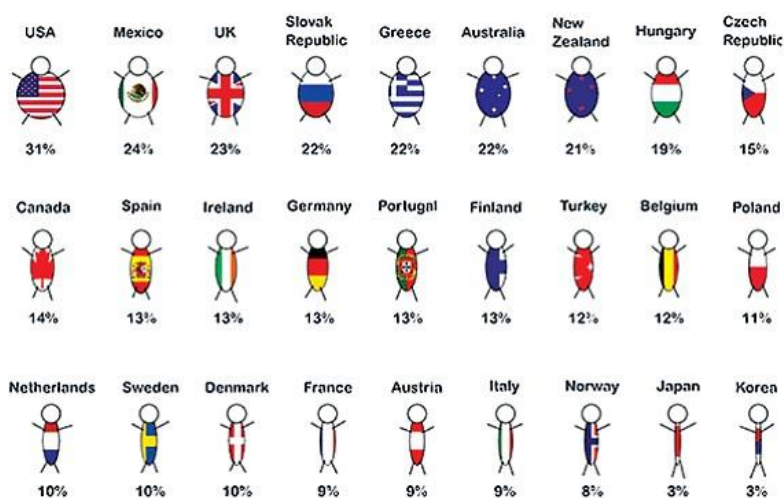 USA Mexico UK Slovak Republic Greece Australia New Zealand Hungary Czech Republic
31% 24% 23% 22% 22% 22% 21% 19% 15%
Canada Spain Ireland Germany Portugal Finland Turkey Belgium Poland
14% 13% 13% 13% 13% 13% 12% 12% 11%
Netherlands Sweden Denmark France Austria Italy Norway Japan Korea
10% 10% 10% 9% 9% 9% 8% 3% 3%